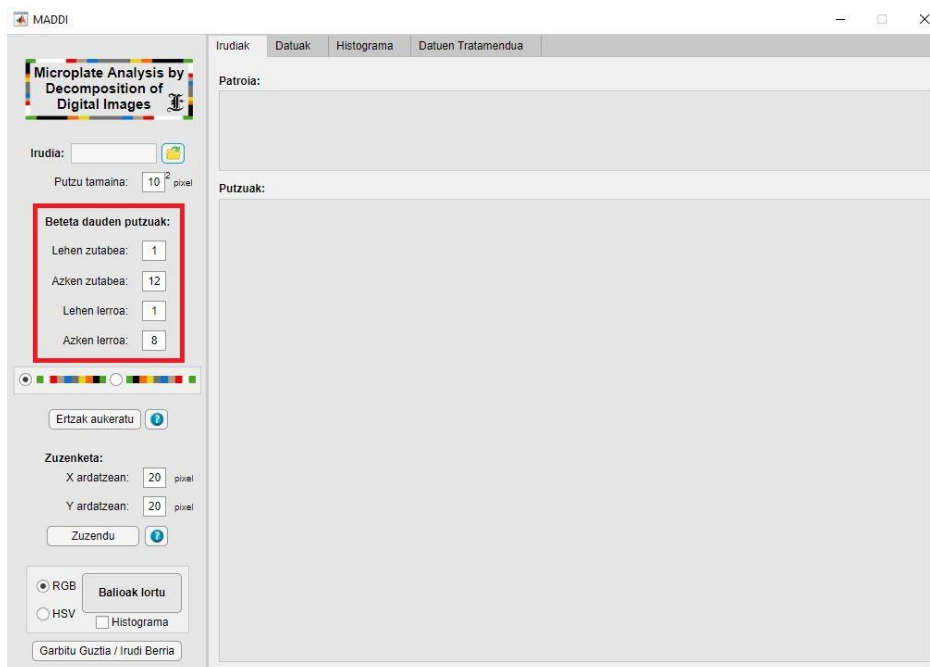 MADDI
Irudiak Datuak Histograma Datuen Tratamendua
Microplate Analysis by
Decomposition of
Digital Images
Irudia:
Putzu tamaina: 10 2 pixel
Beteta dauden putzuak:
Lehen zutabea: 1
Azken zutabea: 12
Lehen lerroa: 1
Azken lerroa: 8
Ertzak aukeratu ?
Zuzenketa:
X ardatzean: 20 pixel
Y ardatzean: 20 pixel
Zuzendu ?
RGB
HSV
Balioak lortu
Histograma
Garbitu Guztia / Irudi Berria
Patroia:
Putzuak: